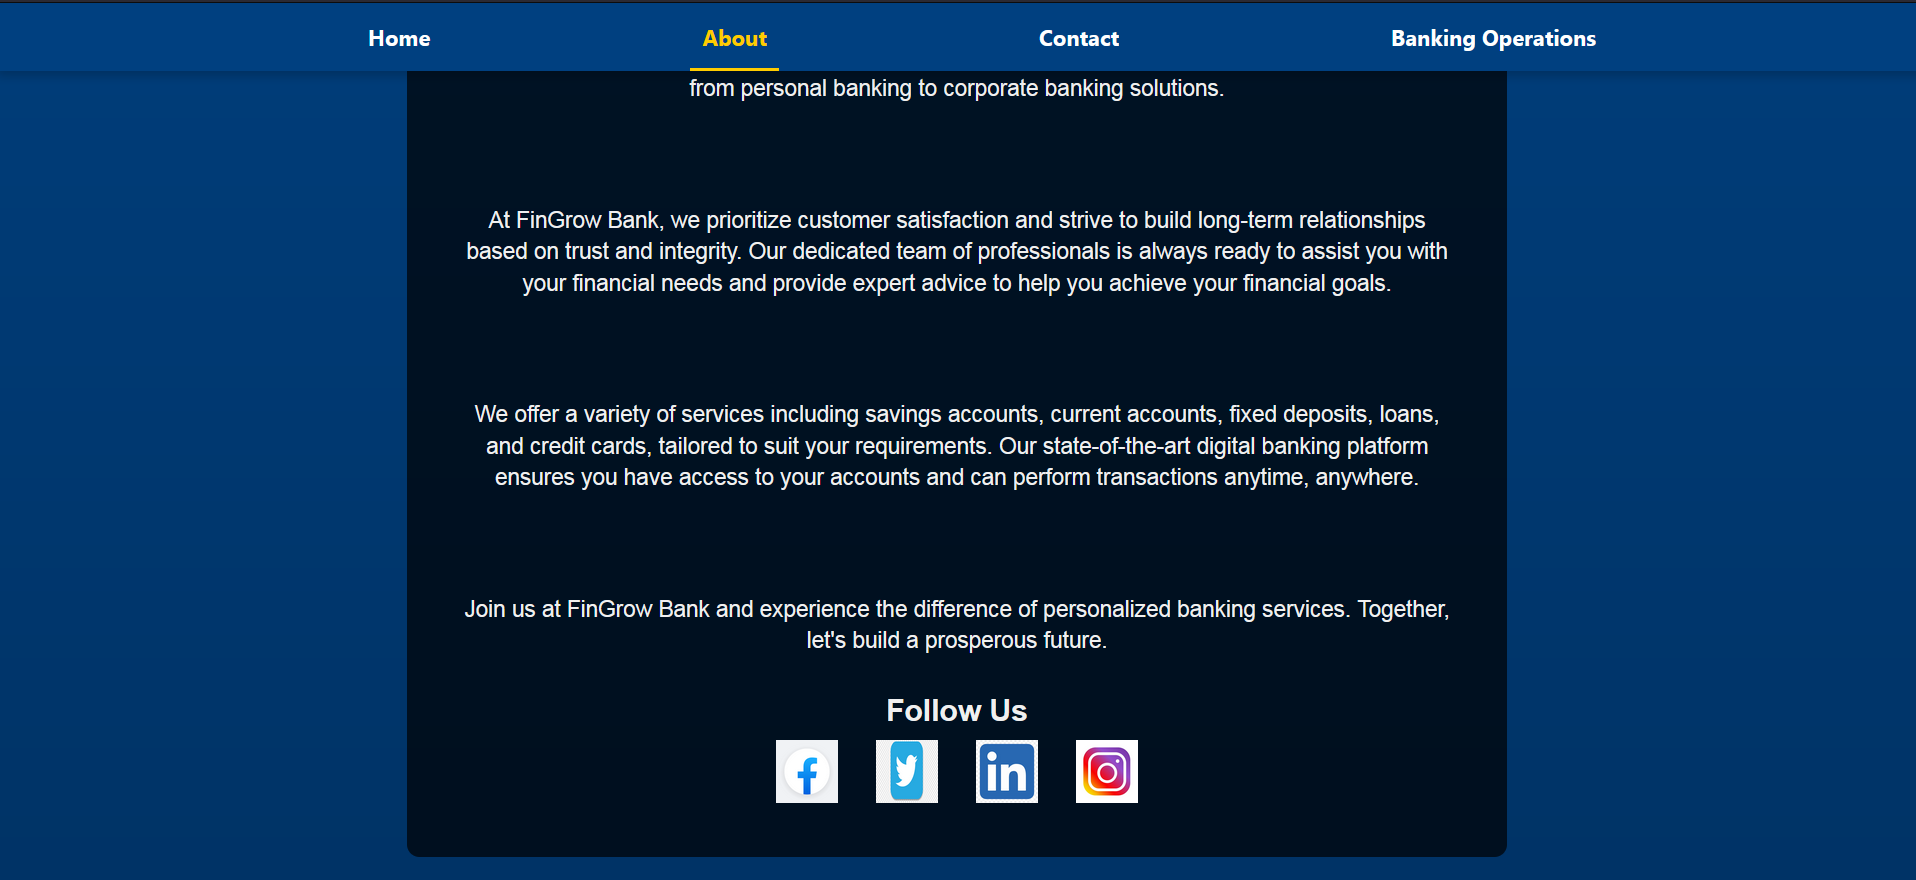 Home About Contact Banking Operations
from personal banking to corporate banking solutions.
At FinGrow Bank, we prioritize customer satisfaction and strive to build long-term relationships
based on trust and integrity. Our dedicated team of professionals is always ready to assist you with
your financial needs and provide expert advice to help you achieve your financial goals.
We offer a variety of services including savings accounts, current accounts, fixed deposits, loans,
and credit cards, tailored to suit your requirements. Our state-of-the-art digital banking platform
ensures you have access to your accounts and can perform transactions anytime, anywhere.
Join us at FinGrow Bank and experience the difference of personalized banking services. Together,
let's build a prosperous future.
Follow Us
f in